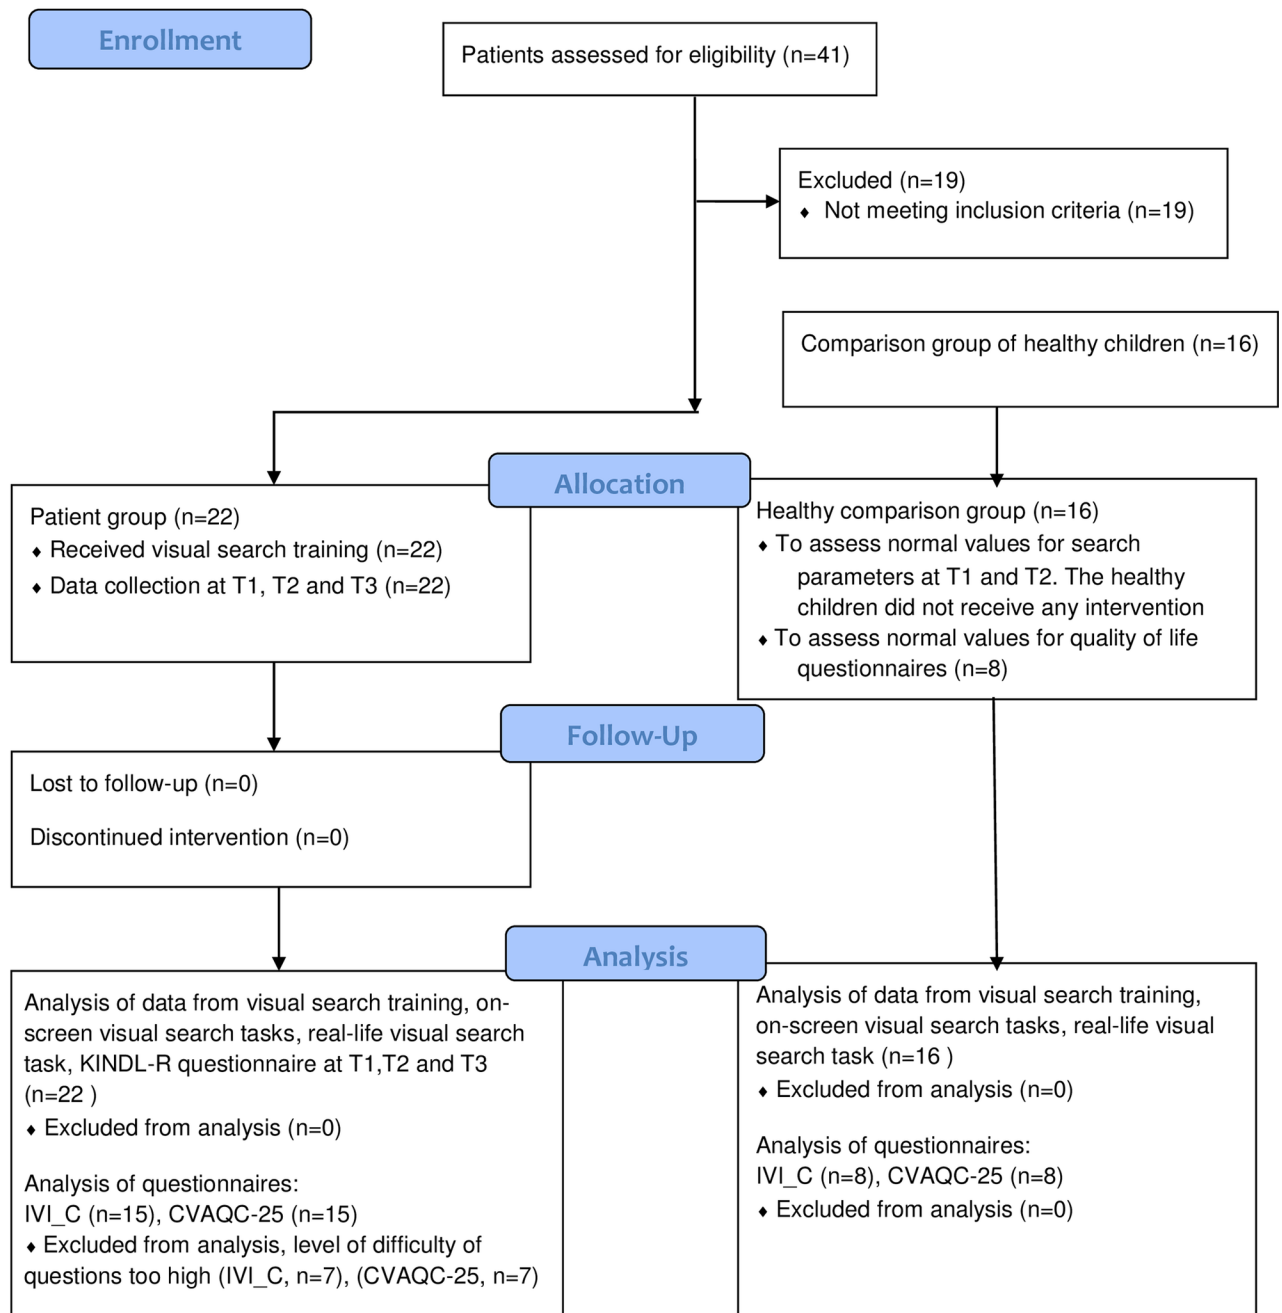 Enrollment
Patients assessed for eligibility (n=41)
Excluded (n=19)
♦ Not meeting inclusion criteria (n=19)
Comparison group of healthy children (n=16)
Allocation
Patient group (n=22)
♦ Received visual search training (n=22)
♦ Data collection at T1, T2 and T3 (n=22)
Healthy comparison group (n=16)
♦ To assess normal values for search
parameters at T1 and T2. The healthy
children did not receive any intervention
♦ To assess normal values for quality of life
questionnaires (n=8)
Follow-Up
Lost to follow-up (n=0)
Discontinued intervention (n=0)
Analysis
Analysis of data from visual search training, on-
screen visual search tasks, real-life visual search
task, KINDL-R questionnaire at T1,T2 and T3
(n=22 )
♦ Excluded from analysis (n=0)
Analysis of questionnaires:
IVI_C (n=15), CVAQC-25 (n=15)
♦ Excluded from analysis, level of difficulty of
questions too high (IVI_C, n=7), (CVAQC-25, n=7)
Analysis of data from visual search training,
on-screen visual search tasks, real-life visual
search task (n=16 )
♦ Excluded from analysis (n=0)
Analysis of questionnaires:
IVI_C (n=8), CVAQC-25 (n=8)
♦ Excluded from analysis (n=0)